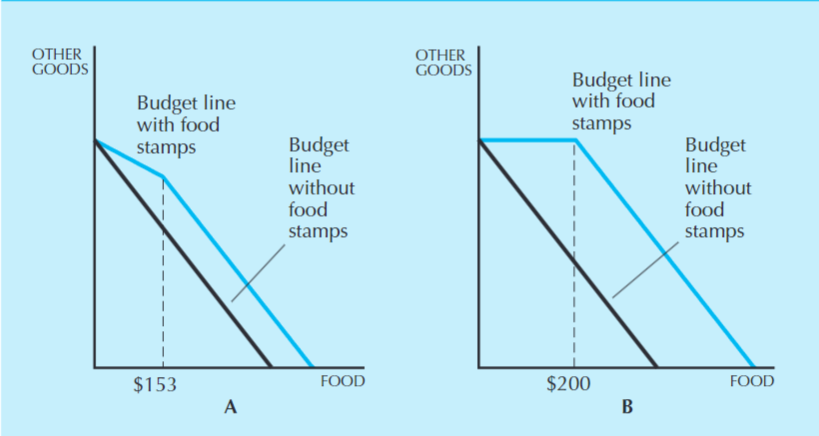 OTHER
GOODS
Budget line
with food
stamps
Budget
line
without
food
stamps
$153
FOOD
A
OTHER
GOODS
Budget line
with food
stamps
Budget
line
without
food
stamps
$200
FOOD
B